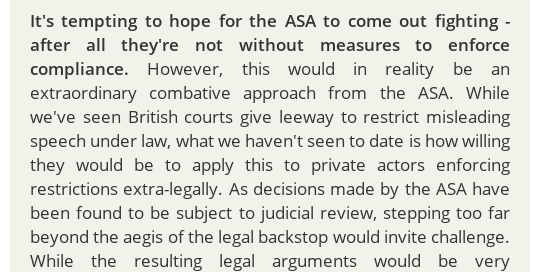 It's tempting to hope for the ASA to come out fighting -
after all they're not without measures to enforce
compliance. However, this would in reality be an
extraordinary combative approach from the ASA. While
we've seen British courts give leeway to restrict misleading
speech under law, what we haven't seen to date is how willing
they would be to apply this to private actors enforcing
restrictions extra-legally. As decisions made by the ASA have
been found to be subject to judicial review, stepping too far
beyond the aegis of the legal backstop would invite challenge.
While the resulting legal arguments would be very